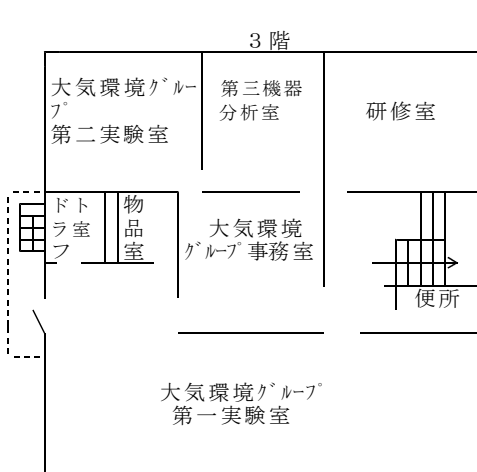 ３階
大気環境ｸﾞﾙｰ
ﾌﾟ
第二実験室
第三機器
分析室
研修室
ドト
ラ室
フ
物
品
室
大気環境
ｸﾞﾙｰﾌﾟ事務室
便所
大気環境ｸﾞﾙｰﾌﾟ
第一実験室